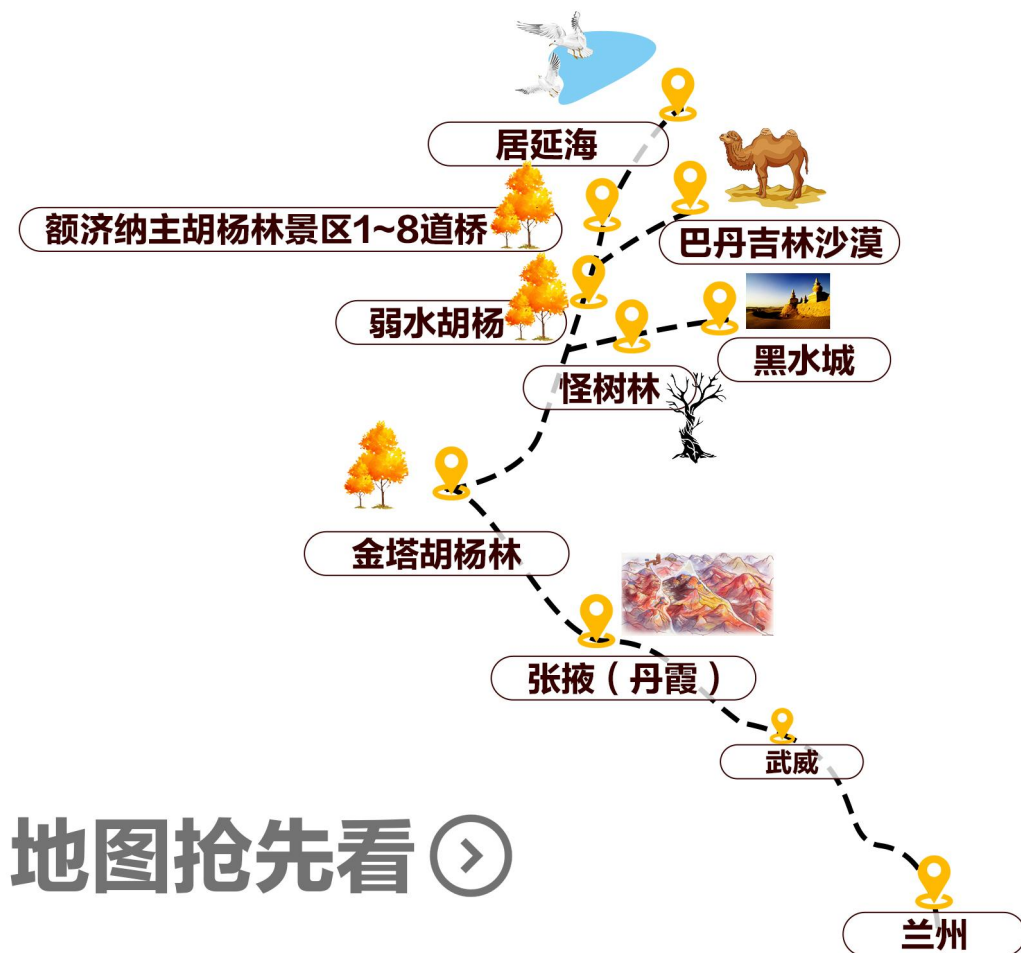 居延海
额济纳主胡杨林景区1~8道桥
巴丹吉林沙漠
弱水胡杨
黑水城
怪树林
金塔胡杨林
张掖（丹霞）
武威
地图抢先看
兰州